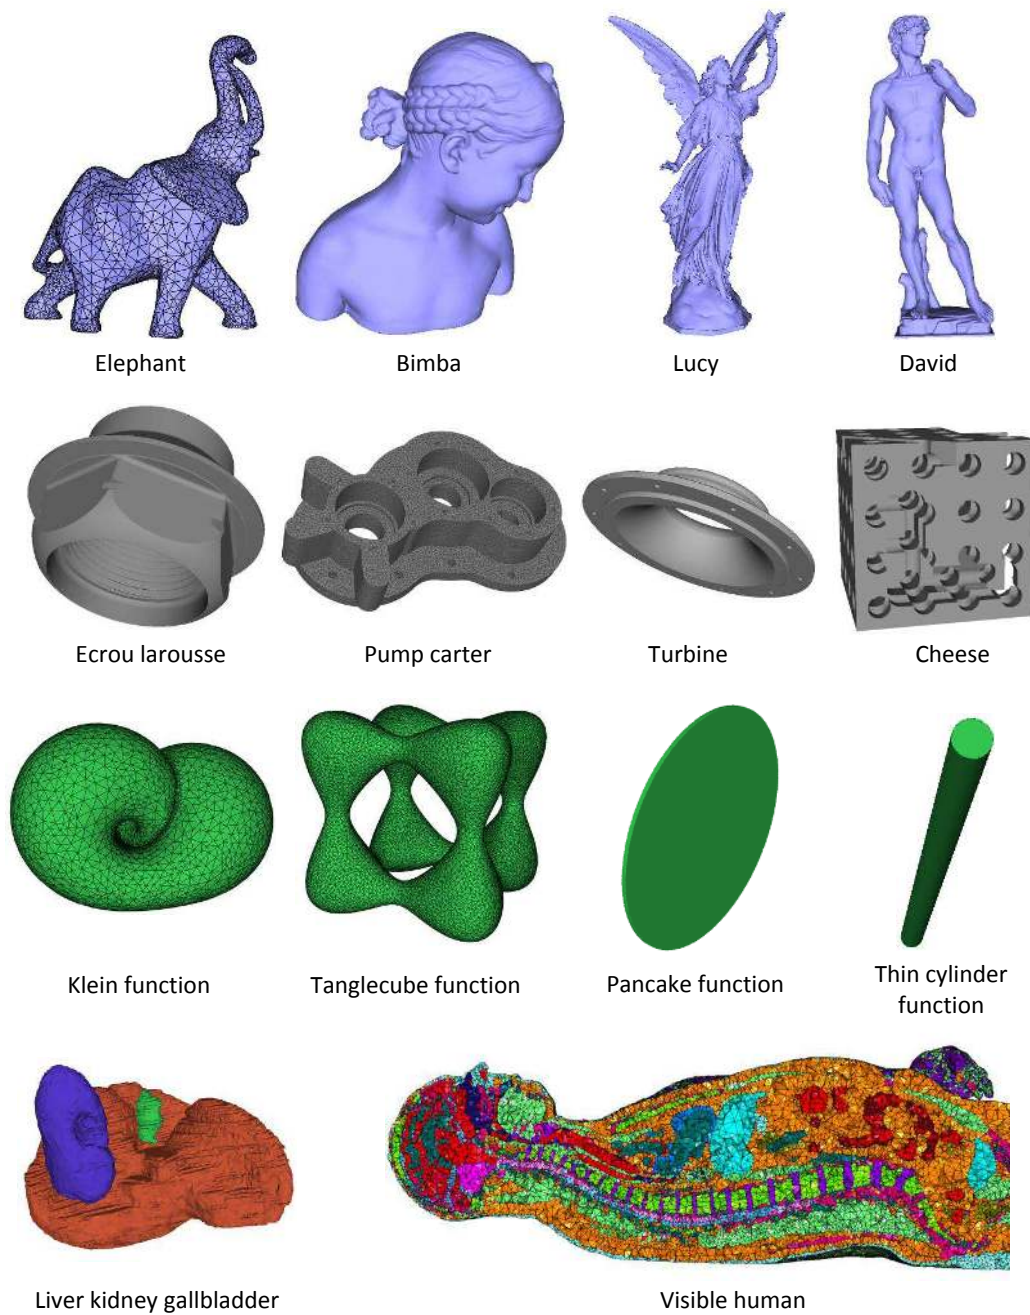 Elephant
Bimba
Lucy
David
Ecrou larousse
Pump carter
Turbine
Cheese
Klein function
Tanglecube function
Pancake function
Thin cylinder
function
Liver kidney gallbladder
Visible human